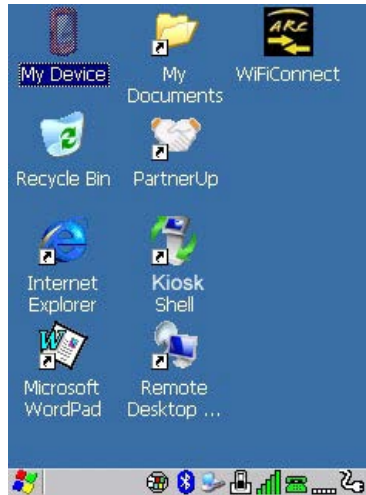 My Device
My Documents
ARC
WiFiConnect
Recycle Bin
PartnerUp
Internet Explorer
Kiosk Shell
W
Microsoft WordPad
Remote Desktop ...